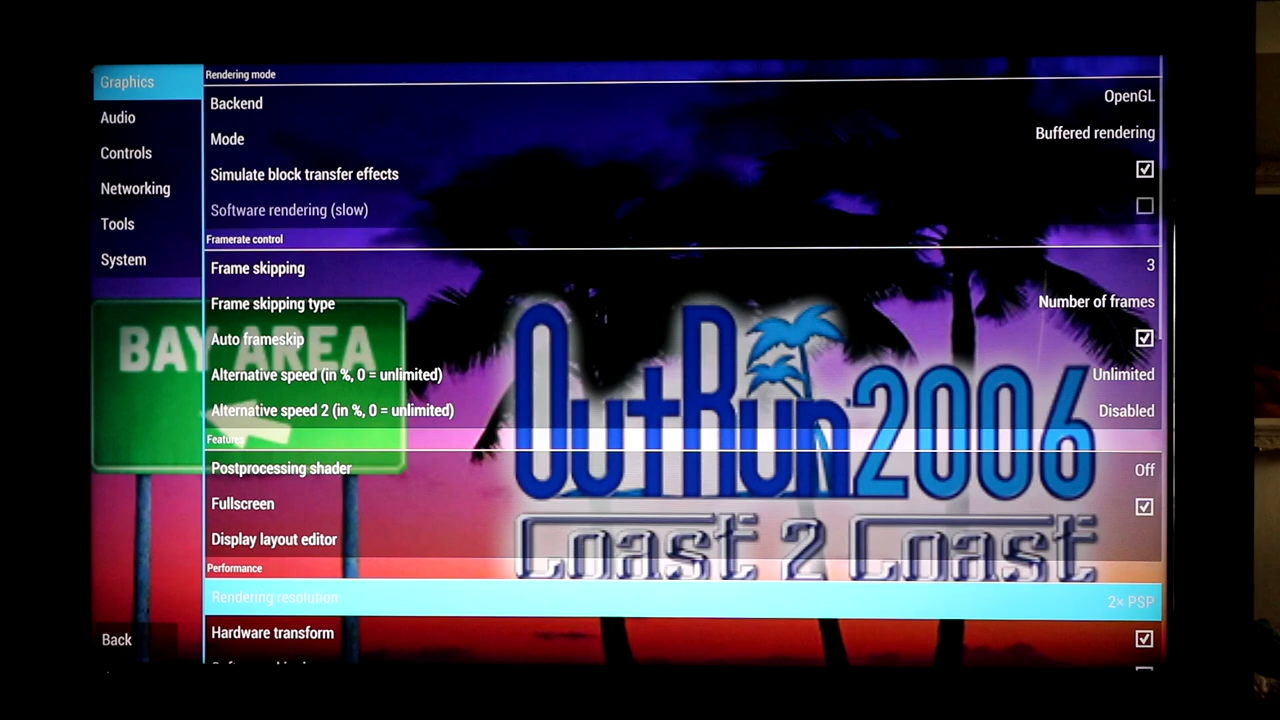 Graphics
Audio
Controls
Networking
Tools
System
Back
Rendering mode
Backend OpenGL
Mode Buffered rendering
Simulate block transfer effects
Software rendering (slow)
Framerate control
Frame skipping 3
Frame skipping type Number of frames
Auto frameskip
Alternative speed (in %, 0 = unlimited) Unlimited
Alternative speed 2 (in %, 0 = unlimited) Disabled
Features
Postprocessing shader Off
Fullscreen
Display layout editor
Performance
Rendering resolution 2× PSP
Hardware transform
BAY AREA
OutRun 2006
Coast 2 Coast